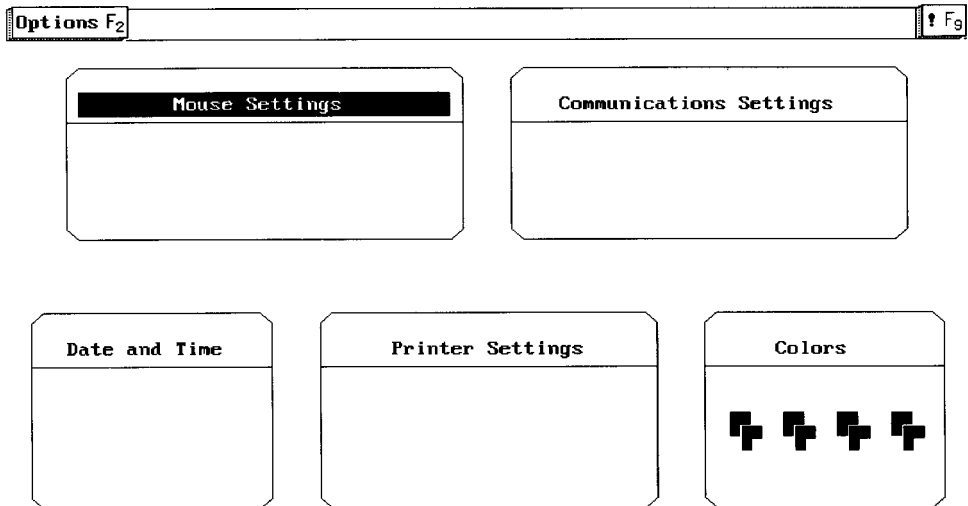 Options F2
! F9
Mouse Settings
Communications Settings
Date and Time
Printer Settings
Colors